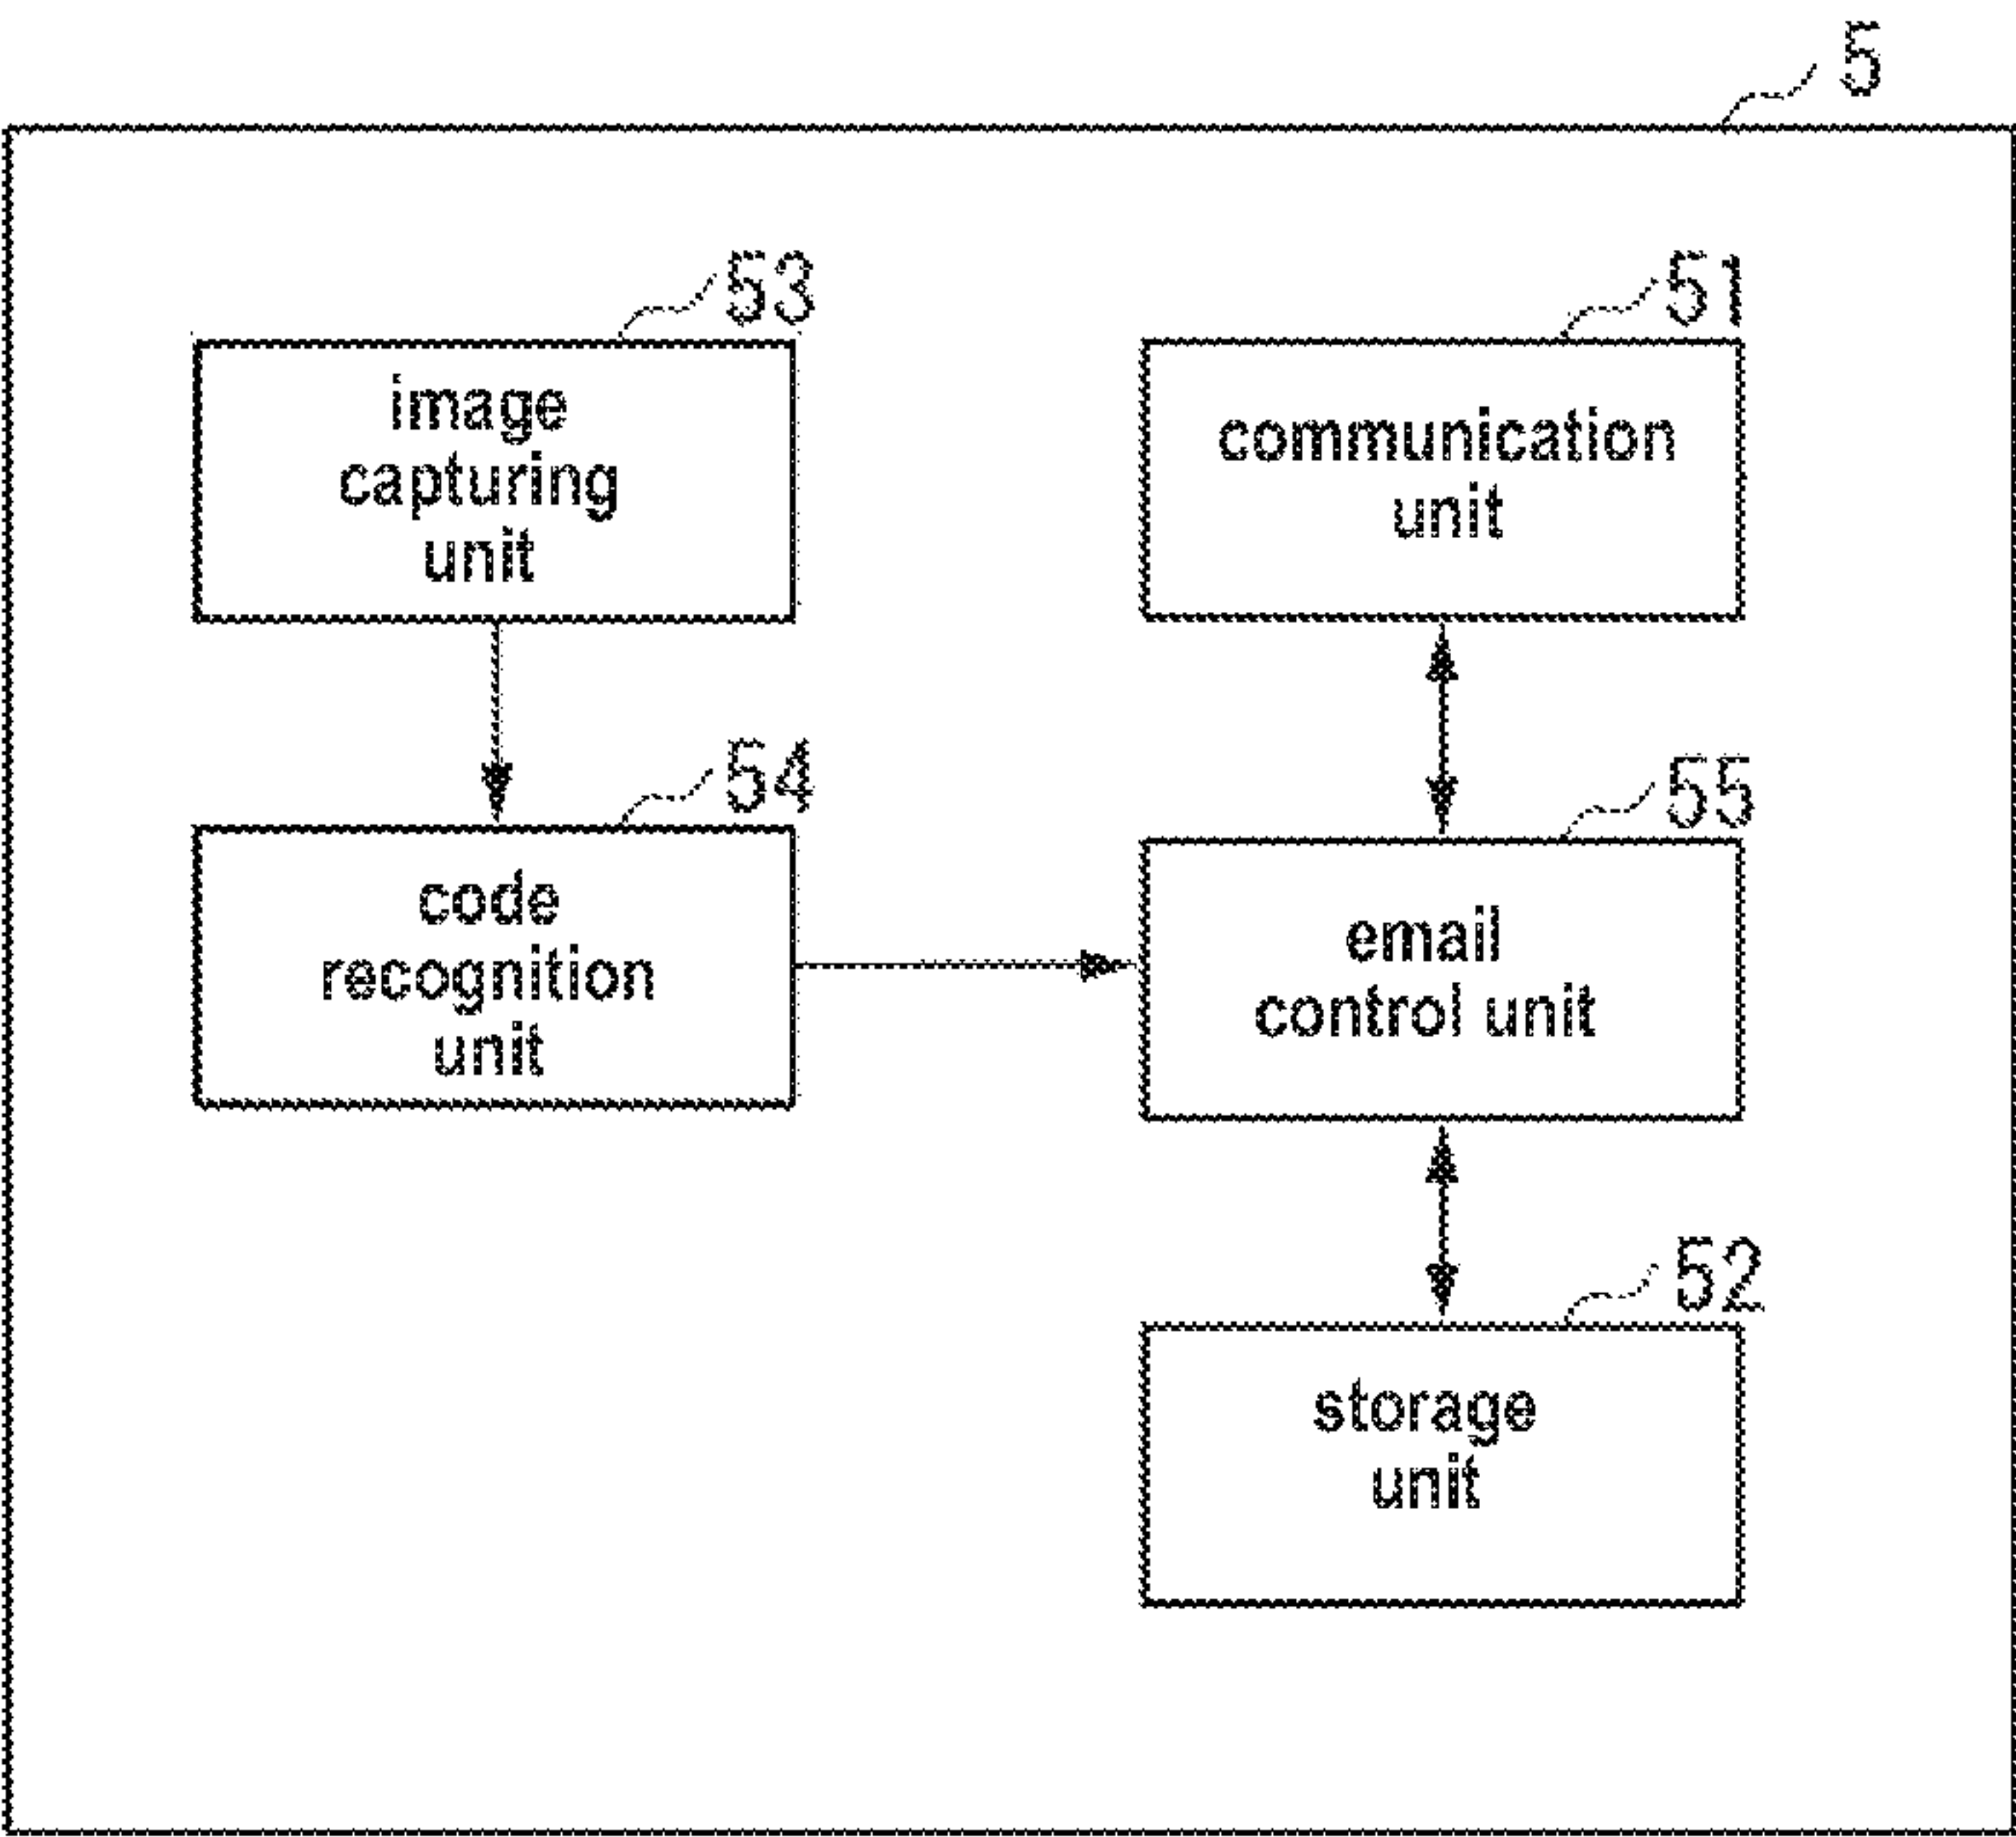 5
53
image
capturing
unit
51
communication
unit
54
code
recognition
unit
55
email
control unit
52
storage
unit